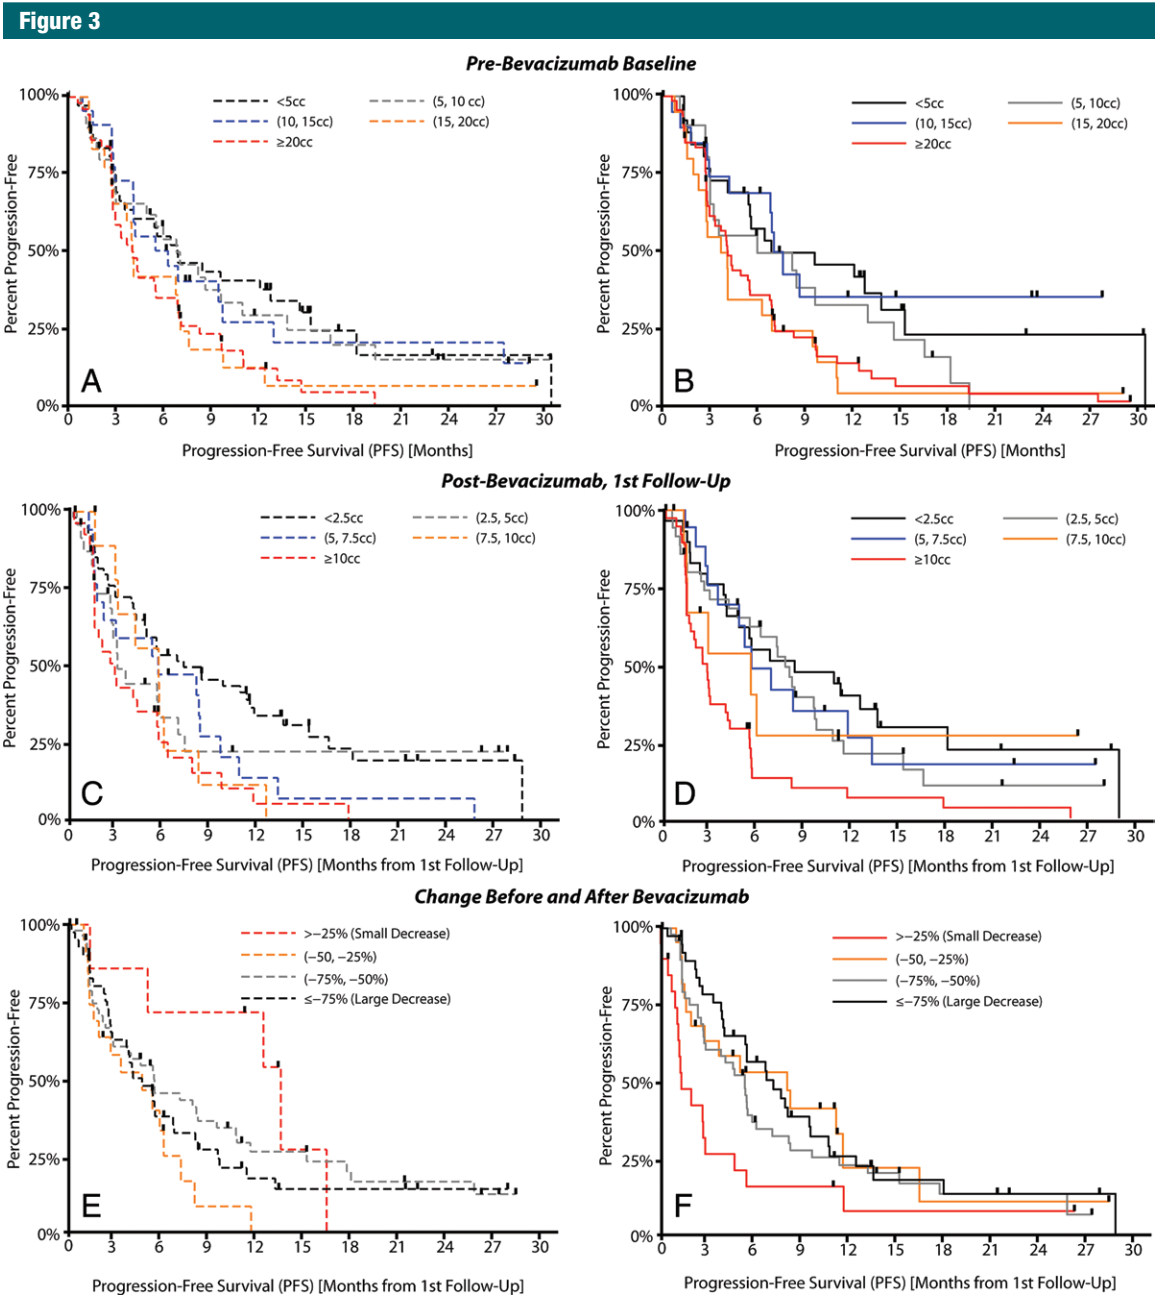 Figure 3
Pre-Bevacizumab Baseline
100%
75%
50%
25%
0%
Percent Progression-Free
<5cc
(5, 10 cc)
(10, 15cc)
(15, 20cc)
≥20cc
A
0 3 6 9 12 15 18 21 24 27 30
Progression-Free Survival (PFS) [Months]
100%
75%
50%
25%
0%
Percent Progression-Free
<5cc
(5, 10cc)
(10, 15cc)
(15, 20cc)
≥20cc
B
0 3 6 9 12 15 18 21 24 27 30
Progression-Free Survival (PFS) [Months]
Post-Bevacizumab, 1st Follow-Up
100%
75%
50%
25%
0%
Percent Progression-Free
<2.5cc
(2.5, 5cc)
(5, 7.5cc)
(7.5, 10cc)
≥10cc
C
0 3 6 9 12 15 18 21 24 27 30
Progression-Free Survival (PFS) [Months from 1st Follow-Up]
100%
75%
50%
25%
0%
Percent Progression-Free
<2.5cc
(2.5, 5cc)
(5, 7.5cc)
(7.5, 10cc)
≥10cc
D
0 3 6 9 12 15 18 21 24 27 30
Progression-Free Survival (PFS) [Months from 1st Follow-Up]
Change Before and After Bevacizumab
100%
75%
50%
25%
0%
Percent Progression-Free
>−25% (Small Decrease)
(−50, −25%)
(−75%, −50%)
≤−75% (Large Decrease)
E
0 3 6 9 12 15 18 21 24 27 30
Progression-Free Survival (PFS) [Months from 1st Follow-Up]
100%
75%
50%
25%
0%
Percent Progression-Free
>−25% (Small Decrease)
(−50, −25%)
(−75%, −50%)
≤−75% (Large Decrease)
F
0 3 6 9 12 15 18 21 24 27 30
Progression-Free Survival (PFS) [Months from 1st Follow-Up]